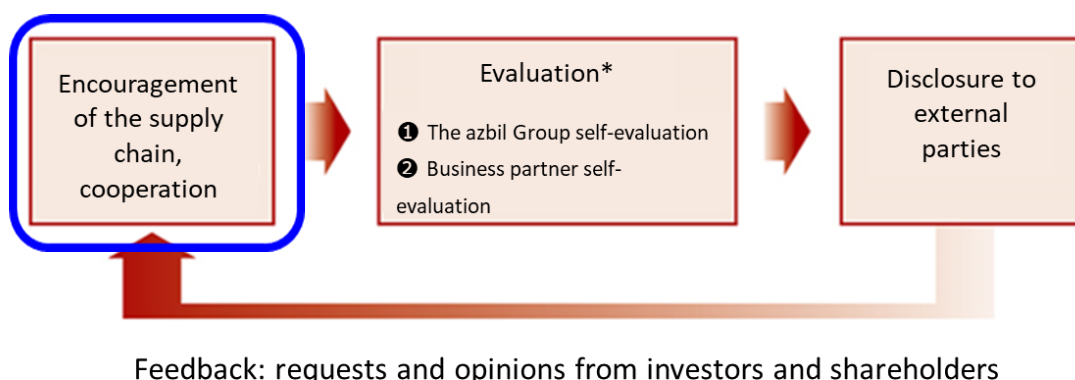 Encouragement
of the supply
chain,
cooperation
Evaluation*
❶ The azbil Group self-evaluation
❷ Business partner self-
evaluation
Disclosure to
external
parties
Feedback: requests and opinions from investors and shareholders